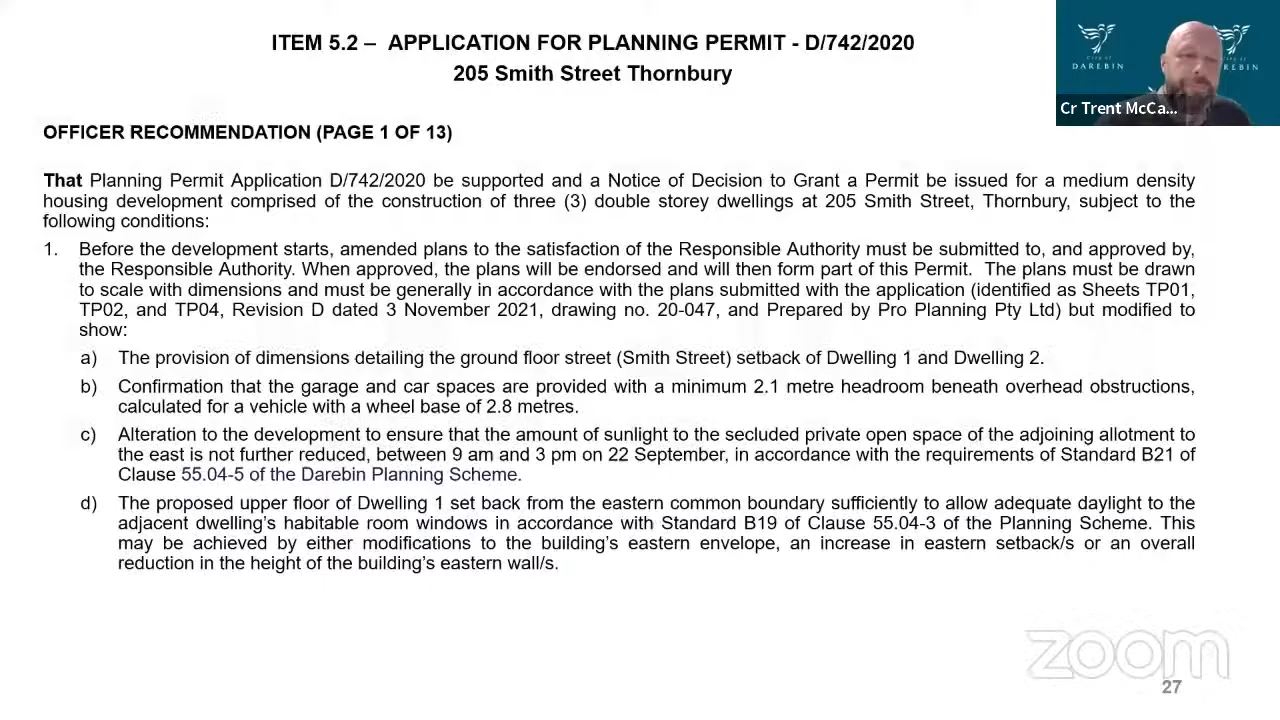 ITEM 5.2 – APPLICATION FOR PLANNING PERMIT - D/742/2020
205 Smith Street Thornbury
CITY OF
DAREBIN
REBIN
Cr Trent McCa...
OFFICER RECOMMENDATION (PAGE 1 OF 13)
That Planning Permit Application D/742/2020 be supported and a Notice of Decision to Grant a Permit be issued for a medium density
housing development comprised of the construction of three (3) double storey dwellings at 205 Smith Street, Thornbury, subject to the
following conditions:
1. Before the development starts, amended plans to the satisfaction of the Responsible Authority must be submitted to, and approved by,
the Responsible Authority. When approved, the plans will be endorsed and will then form part of this Permit. The plans must be drawn
to scale with dimensions and must be generally in accordance with the plans submitted with the application (identified as Sheets TP01,
TP02, and TP04, Revision D dated 3 November 2021, drawing no. 20-047, and Prepared by Pro Planning Pty Ltd) but modified to
show:
a) The provision of dimensions detailing the ground floor street (Smith Street) setback of Dwelling 1 and Dwelling 2.
b) Confirmation that the garage and car spaces are provided with a minimum 2.1 metre headroom beneath overhead obstructions,
calculated for a vehicle with a wheel base of 2.8 metres.
c) Alteration to the development to ensure that the amount of sunlight to the secluded private open space of the adjoining allotment to
the east is not further reduced, between 9 am and 3 pm on 22 September, in accordance with the requirements of Standard B21 of
Clause 55.04-5 of the Darebin Planning Scheme.
d) The proposed upper floor of Dwelling 1 set back from the eastern common boundary sufficiently to allow adequate daylight to the
adjacent dwelling's habitable room windows in accordance with Standard B19 of Clause 55.04-3 of the Planning Scheme. This
may be achieved by either modifications to the building's eastern envelope, an increase in eastern setback/s or an overall
reduction in the height of the building's eastern wall/s.
zoom
27